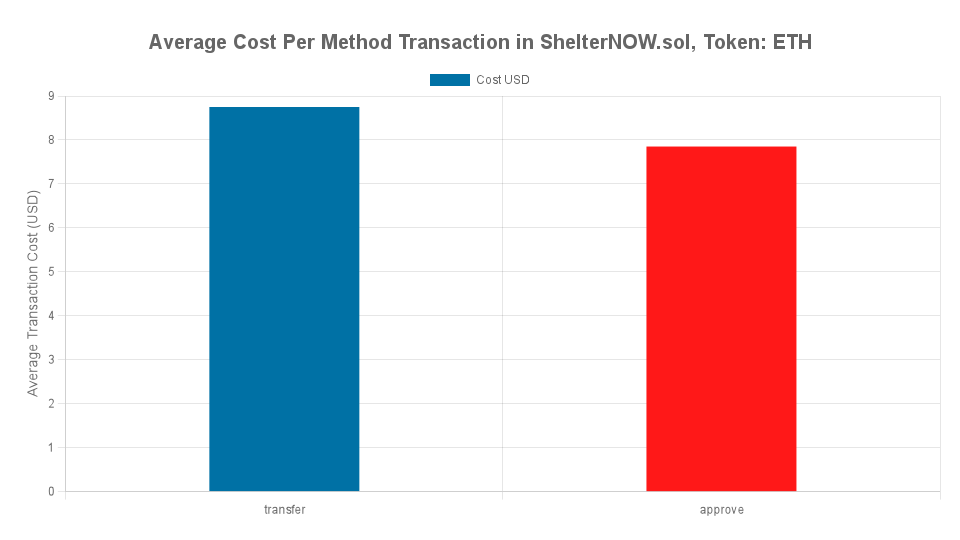 Average Cost Per Method Transaction in ShelterNOW.sol, Token: ETH
Cost USD
Average Transaction Cost (USD)
9
8
7
6
5
4
3
2
1
0
transfer
approve